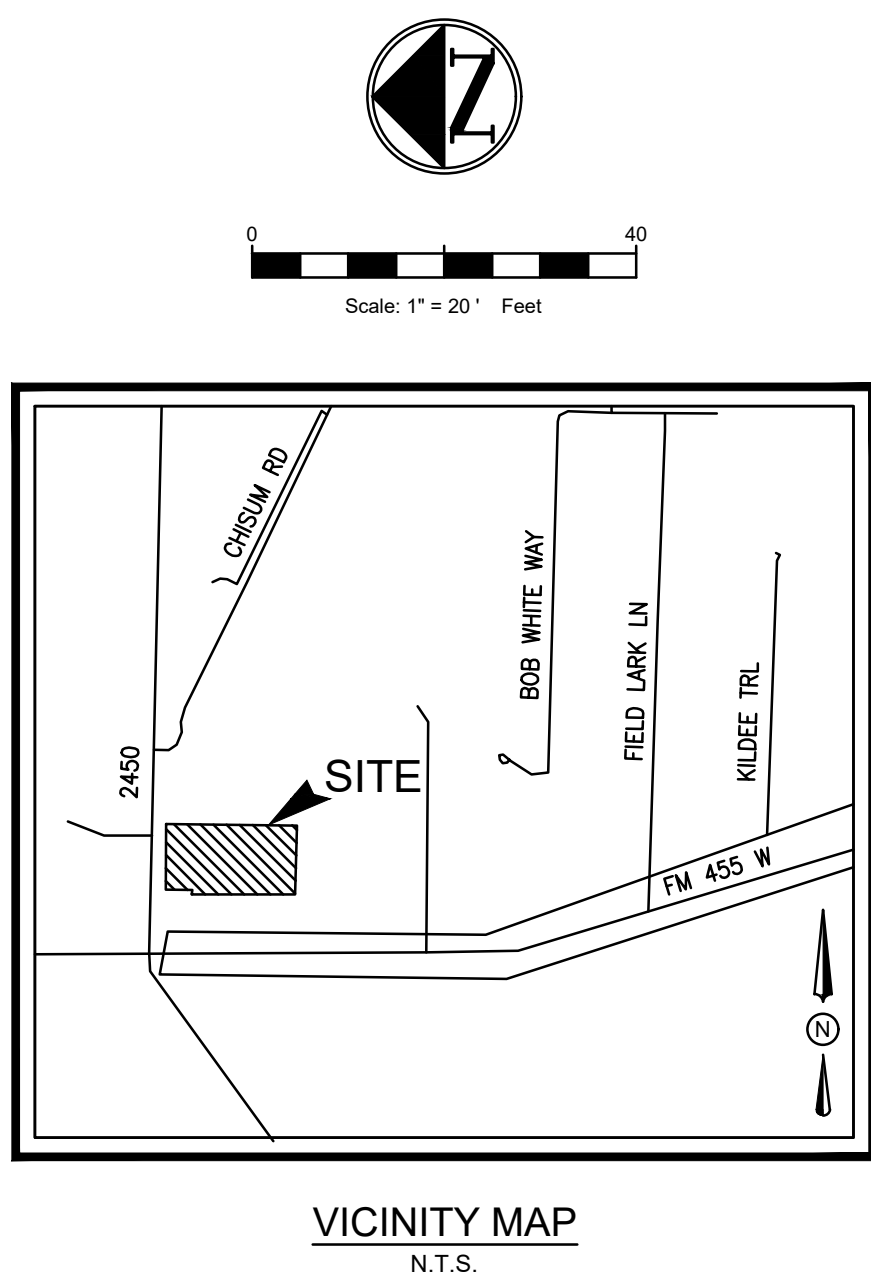 N
0 40
Scale: 1" = 20 ' Feet
CHISUM RD
BOB WHITE WAY
FIELD LARK LN
KILDEE TRL
2450
SITE
FM 455 W
N
VICINITY MAP
N.T.S.